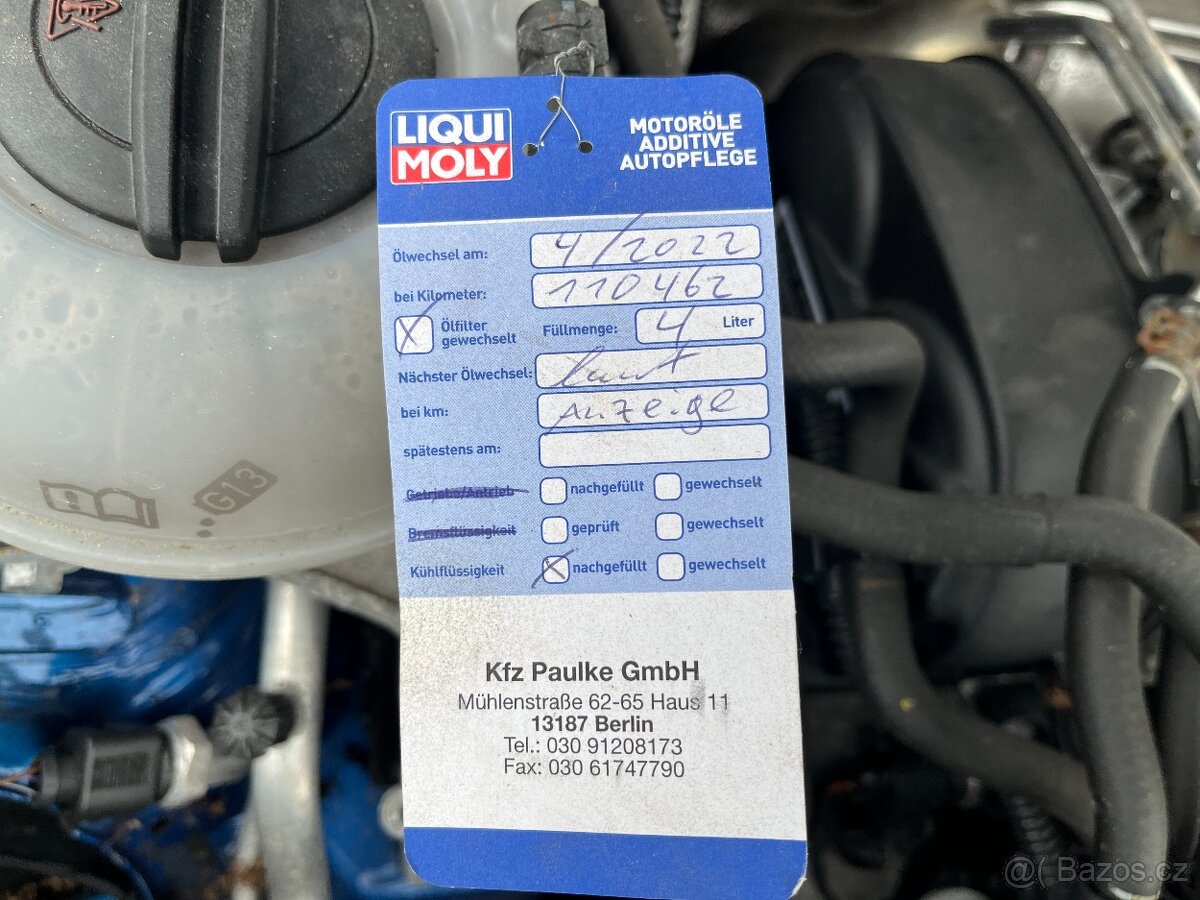 LIQUI
MOLY
MOTORÖLE
ADDITIVE
AUTOPFLEGE
Ölwechsel am: 4/2022
bei Kilometer: 110462
X Ölfilter gewechselt Füllmenge: 4 Liter
Nächster Ölwechsel: laut
bei km: Anzeige
spätestens am:
Getriebe/Antrieb nachgefüllt gewechselt
Bremsflüssigkeit geprüft gewechselt
Kühlflüssigkeit X nachgefüllt gewechselt
Kfz Paulke GmbH
Mühlenstraße 62-65 Haus 11
13187 Berlin
Tel.: 030 91208173
Fax: 030 61747790
G13
Bazos.cz